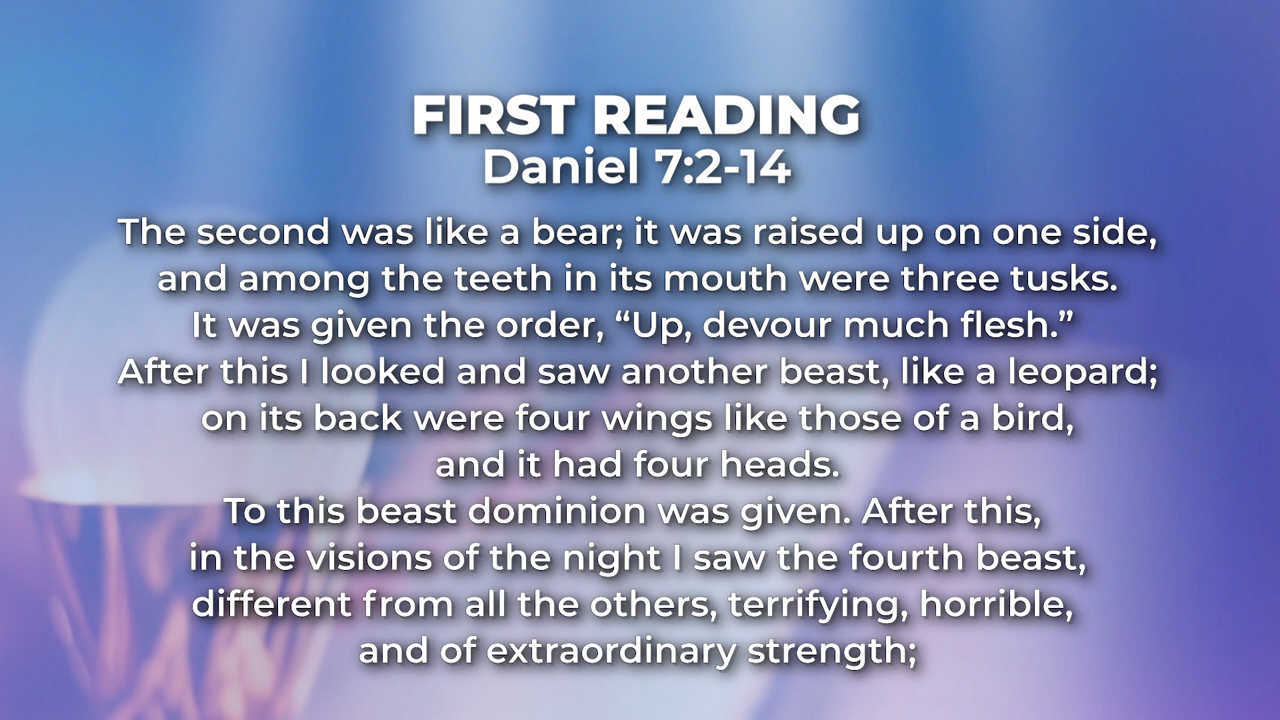 FIRST READING
Daniel 7:2-14
The second was like a bear; it was raised up on one side,
and among the teeth in its mouth were three tusks.
It was given the order, “Up, devour much flesh.”
After this I looked and saw another beast, like a leopard;
on its back were four wings like those of a bird,
and it had four heads.
To this beast dominion was given. After this,
in the visions of the night I saw the fourth beast,
different from all the others, terrifying, horrible,
and of extraordinary strength;